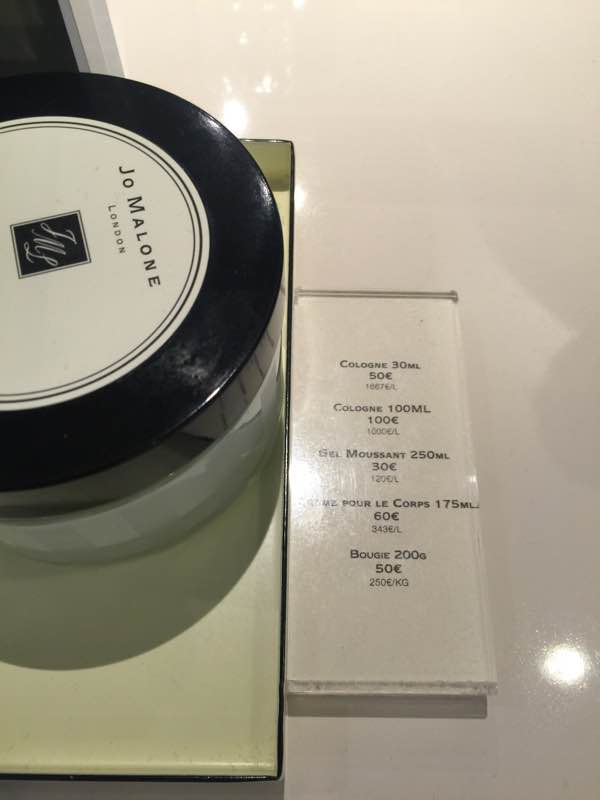 JO MALONE
LONDON
JML
COLOGNE 30ML
50€
1667€/L
COLOGNE 100ML
100€
1000€/L
GEL MOUSSANT 250ML
30€
120€/L
POUR LE CORPS 175ML
60€
343€/L
BOUGIE 200G
50€
250€/KG